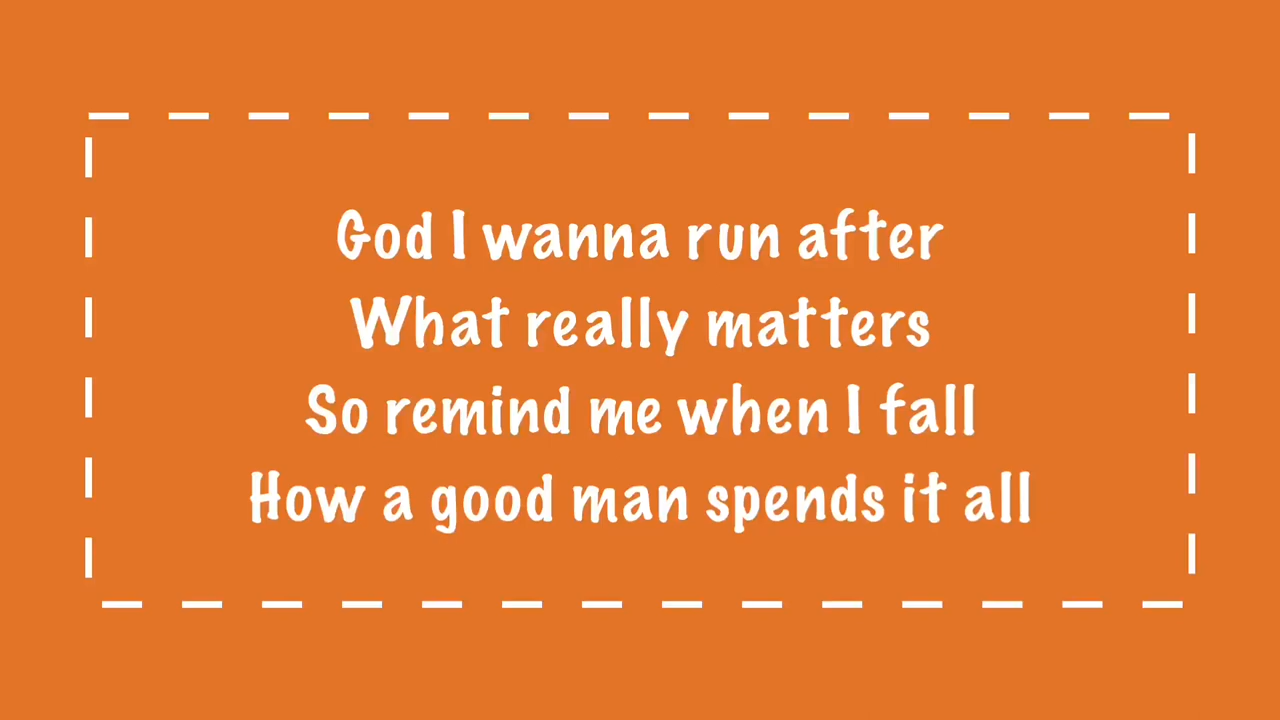 God I wanna run after
What really matters
So remind me when I fall
How a good man spends it all